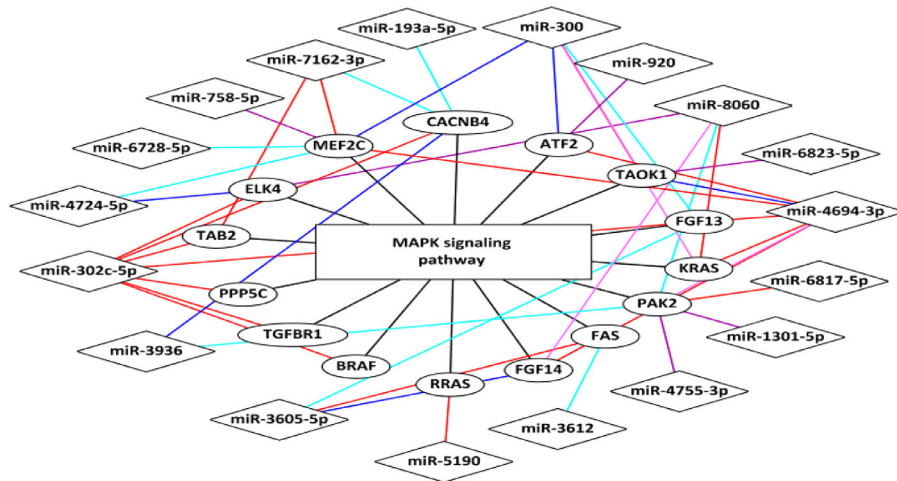 miR-193a-5p
miR-300
miR-7162-3p
miR-920
miR-758-5p
miR-8060
CACNB4
miR-6728-5p
MEF2C
ATF2
miR-6823-5p
TAOK1
ELK4
miR-4724-5p
miR-4694-3p
FGF13
TAB2
MAPK signaling
pathway
miR-302c-5p
KRAS
miR-6817-5p
PPP5C
PAK2
TGFBR1
FAS
miR-1301-5p
miR-3936
BRAF
FGF14
RRAS
miR-4755-3p
miR-3605-5p
miR-3612
miR-5190